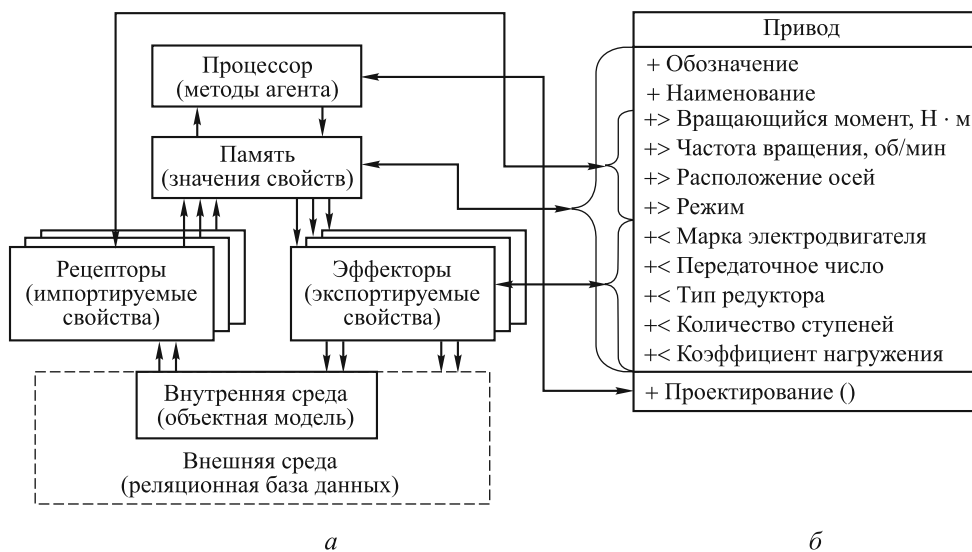 Процессор
(методы агента)
Память
(значения свойств)
Рецепторы
(импортируемые
свойства)
Эффекторы
(экспортируемые
свойства)
Внутренняя среда
(объектная модель)
Внешняя среда
(реляционная база данных)
а
Привод
+ Обозначение
+ Наименование
+> Вращающийся момент, Н · м
+> Частота вращения, об/мин
+> Расположение осей
+> Режим
+< Марка электродвигателя
+< Передаточное число
+< Тип редуктора
+< Количество ступеней
+< Коэффициент нагружения
+ Проектирование ()
б